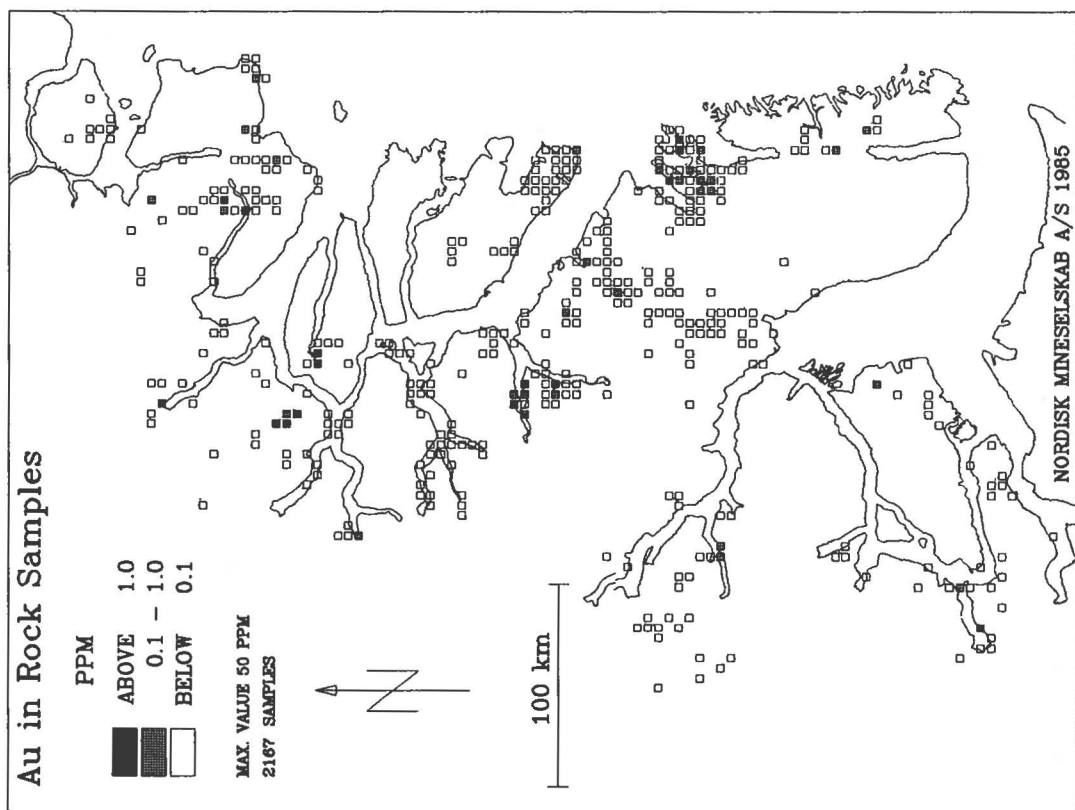 Au in Rock Samples
PPM
ABOVE 1.0
0.1 - 1.0
BELOW 0.1
MAX. VALUE 50 PPM
2167 SAMPLES
N
100 km
NORDISK MINESELSKAB A/S 1985